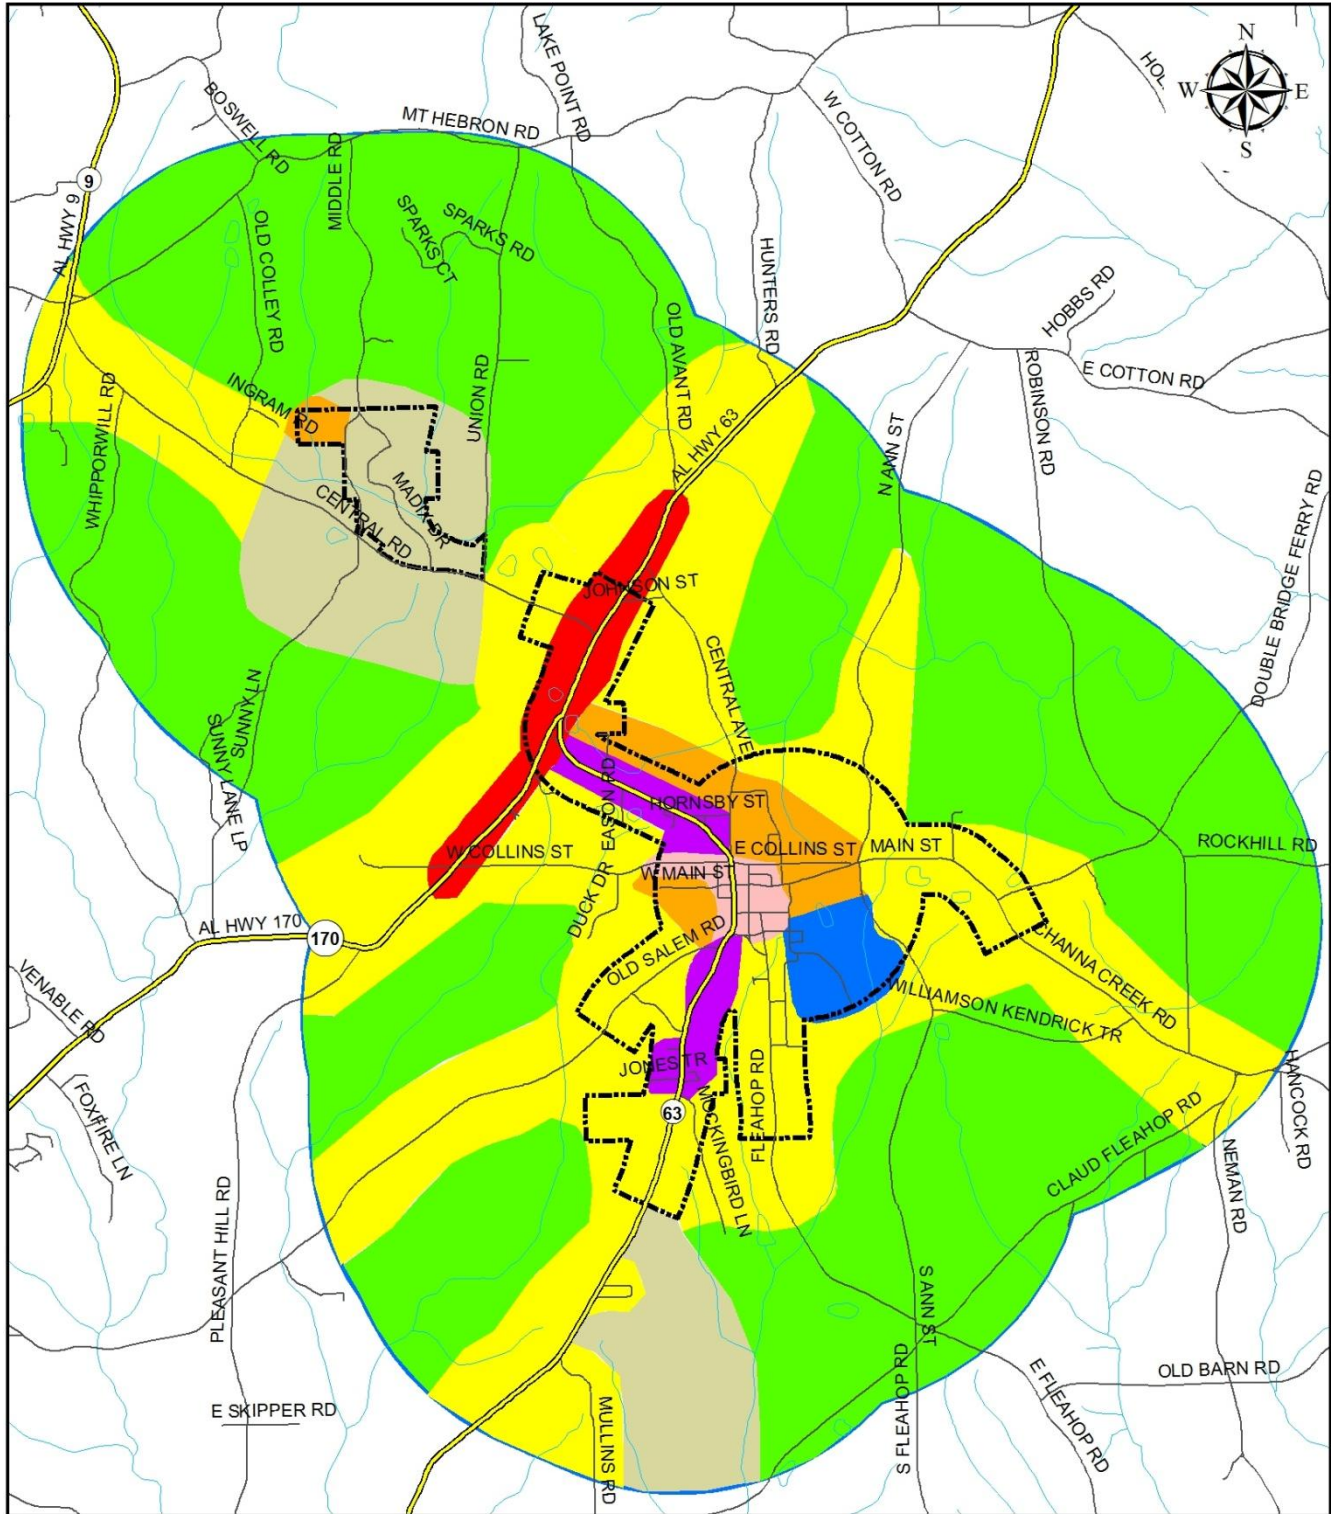 N
W E
S
LAKE POINT RD
HOL
BOSWELL RD
MT HEBRON RD
W COTTON RD
MIDDLE RD
9
AL HWY 9
OLD COLLEY RD
SPARKS CT
SPARKS RD
HUNTERS RD
HOBBS RD
OLD AVANT RD
ROBINSON RD
E COTTON RD
INGRAM RD
UNION RD
WHIPPORWILL RD
AL HWY 63
N ANN ST
CENTRAL RD
MADIX DR
DOUBLE BRIDGE FERRY RD
JOHNSON ST
CENTRAL AVE
SUNNY LN
SUNNY LANE LP
EASON RD
HORNSBY ST
W COLLINS ST
E COLLINS ST
MAIN ST
ROCKHILL RD
W MAIN ST
DUCK DR
AL HWY 170
170
OLD SALEM RD
CHANNA CREEK RD
VENABLE RD
WILLIAMSON KENDRICK TR
JONES TR
FOXFIRE LN
63
MOCKINGBIRD LN
FLEAHOP RD
HANCOCK RD
CLAUD FLEAHOP RD
NEMAN RD
PLEASANT HILL RD
S ANN ST
E SKIPPER RD
MULLINS RD
S FLEAHOP RD
E FLEAHOP RD
OLD BARN RD